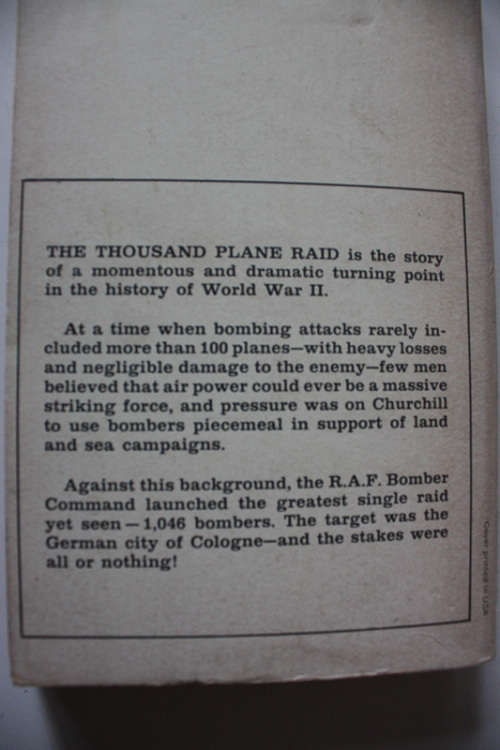 THE THOUSAND PLANE RAID is the story
of a momentous and dramatic turning point
in the history of World War II.
At a time when bombing attacks rarely in-
cluded more than 100 planes—with heavy losses
and negligible damage to the enemy—few men
believed that air power could ever be a massive
striking force, and pressure was on Churchill
to use bombers piecemeal in support of land
and sea campaigns.
Against this background, the R.A.F. Bomber
Command launched the greatest single raid
yet seen — 1,046 bombers. The target was the
German city of Cologne—and the stakes were
all or nothing!
Cover printed in USA